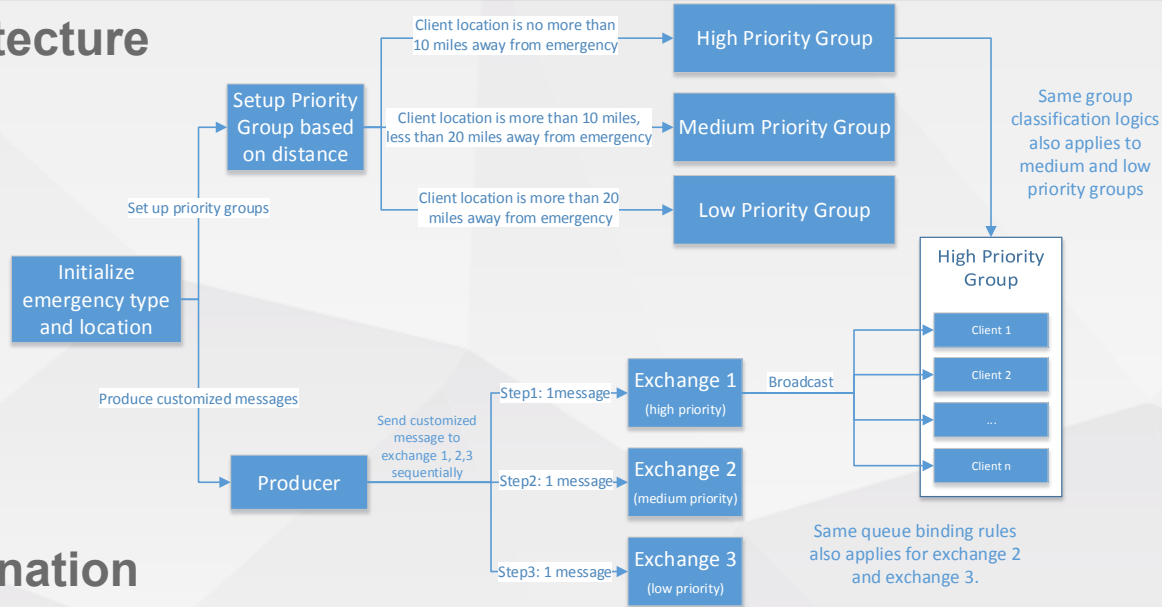 tecture
Client location is no more than
10 miles away from emergency
High Priority Group
Setup Priority
Group based
on distance
Client location is more than 10 miles,
less than 20 miles away from emergency
Medium Priority Group
Same group
classification logics
also applies to
medium and low
priority groups
Client location is more than 20
miles away from emergency
Low Priority Group
Set up priority groups
Initialize
emergency type
and location
High Priority
Group
Client 1
Client 2
...
Client n
Produce customized messages
Producer
Send customized
message to
exchange 1, 2,3
sequentially
Step1: 1message
Exchange 1
(high priority)
Broadcast
Step2: 1 message
Exchange 2
(medium priority)
Step3: 1 message
Exchange 3
(low priority)
Same queue binding rules
also applies for exchange 2
and exchange 3.
nation